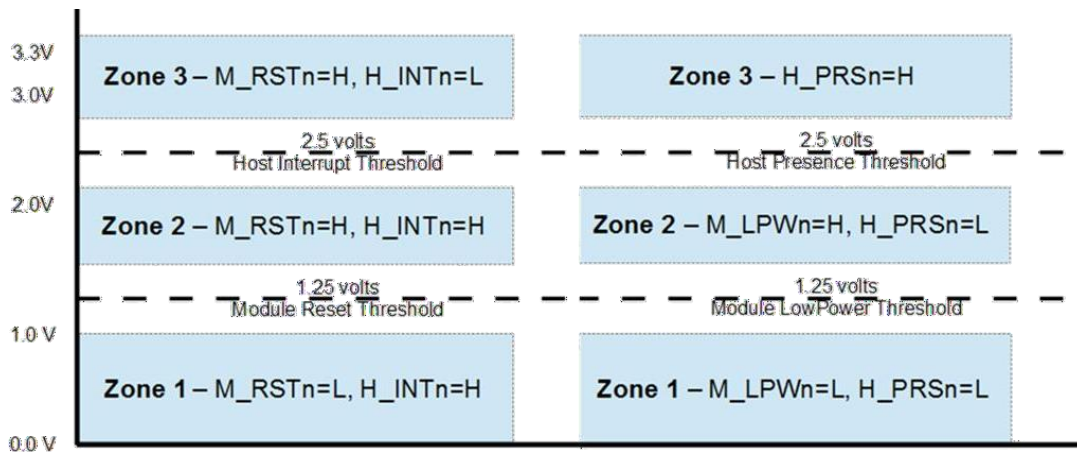 3.3V
3.0V
Zone 3 – M_RSTn=H, H_INTn=L
Zone 3 – H_PRSn=H
2.5 volts
Host Interrupt Threshold
2.5 volts
Host Presence Threshold
2.0V
Zone 2 – M_RSTn=H, H_INTn=H
Zone 2 – M_LPWn=H, H_PRSn=L
1.25 volts
Module Reset Threshold
1.25 volts
Module LowPower Threshold
1.0 V
Zone 1 – M_RSTn=L, H_INTn=H
Zone 1 – M_LPWn=L, H_PRSn=L
0.0 V